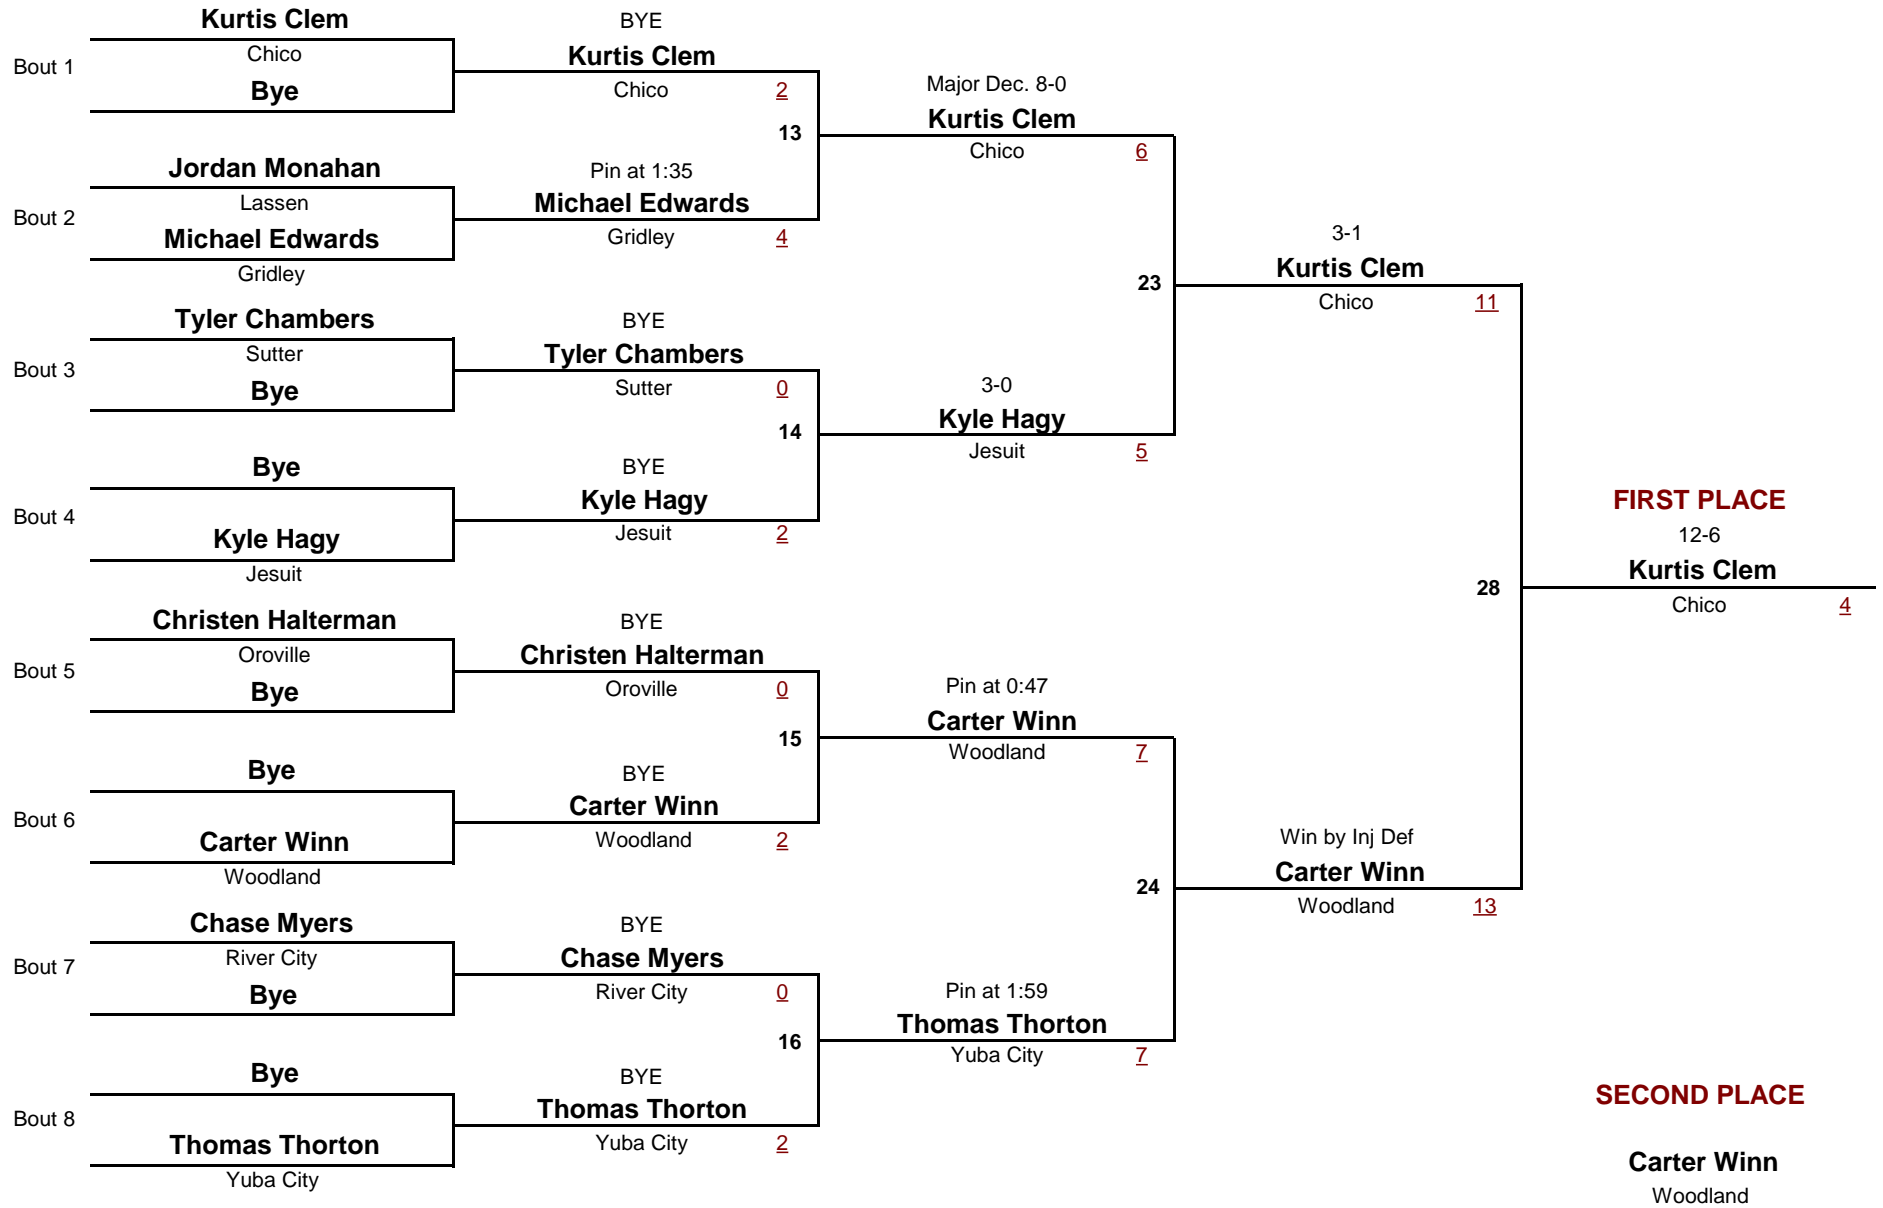 Kurtis Clem
Chico
Bout 1
Bye
Jordan Monahan
Lassen
Bout 2
Michael Edwards
Gridley
Tyler Chambers
Sutter
Bout 3
Bye
Bye
Bout 4
Kyle Hagy
Jesuit
Christen Halterman
Oroville
Bout 5
Bye
Bye
Bout 6
Carter Winn
Woodland
Chase Myers
River City
Bout 7
Bye
Bye
Bout 8
Thomas Thorton
Yuba City
BYE
Kurtis Clem
Chico 2
13
Pin at 1:35
Michael Edwards
Gridley 4
BYE
Tyler Chambers
Sutter 0
14
BYE
Kyle Hagy
Jesuit 2
BYE
Christen Halterman
Oroville 0
15
BYE
Carter Winn
Woodland 2
BYE
Chase Myers
River City 0
16
BYE
Thomas Thorton
Yuba City 2
Major Dec. 8-0
Kurtis Clem
Chico 6
23
3-0
Kyle Hagy
Jesuit 5
Pin at 0:47
Carter Winn
Woodland 7
24
Pin at 1:59
Thomas Thorton
Yuba City 7
3-1
Kurtis Clem
Chico 11
28
Win by Inj Def
Carter Winn
Woodland 13
FIRST PLACE
12-6
Kurtis Clem
Chico 4
SECOND PLACE
Carter Winn
Woodland